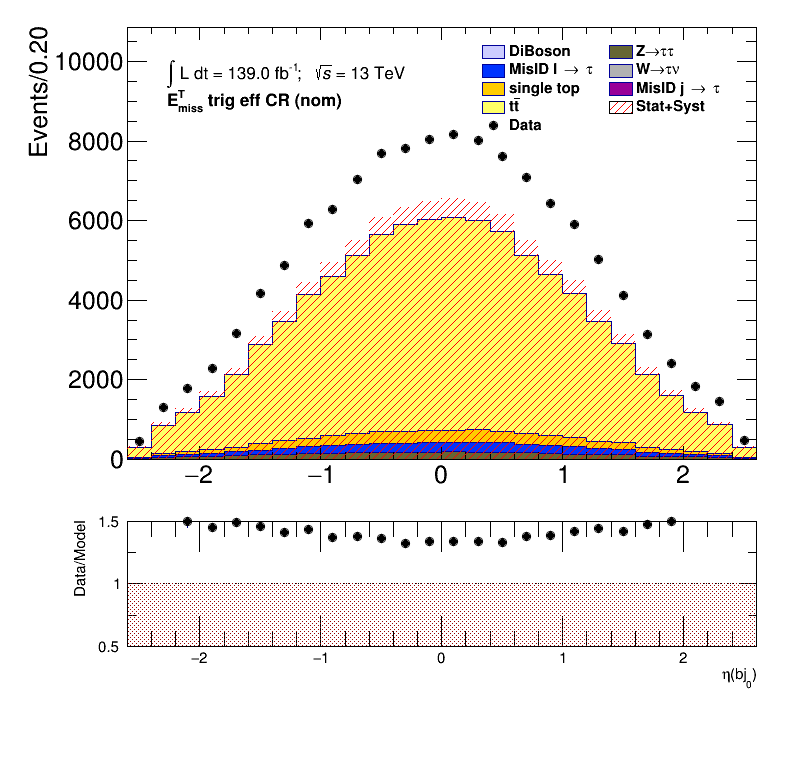 Events/0.20
10000
8000
6000
4000
2000
0
∫ L dt = 139.0 fb⁻¹; √s = 13 TeV
E^T_miss trig eff CR (nom)
DiBoson
MisID l → τ
single top
tt̄
Data
Z→ττ
W→τν
MisID j → τ
Stat+Syst
−2 −1 0 1 2
Data/Model
1.5
1
0.5
−2 −1 0 1 2
η(bj₀)